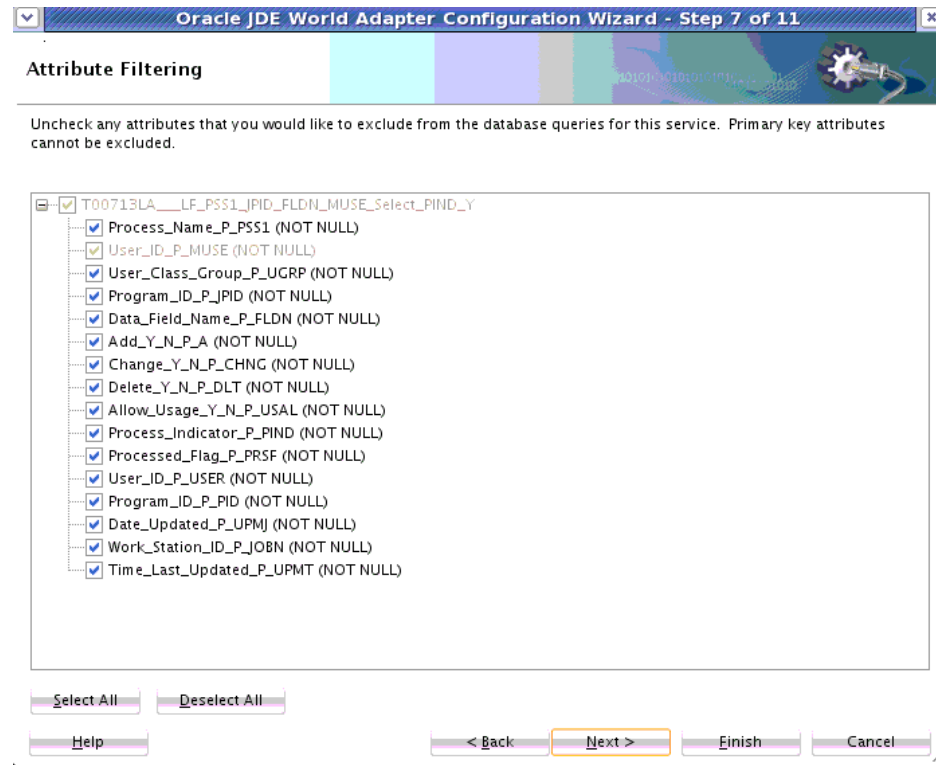 Oracle JDE World Adapter Configuration Wizard - Step 7 of 11
Attribute Filtering
Uncheck any attributes that you would like to exclude from the database queries for this service. Primary key attributes
cannot be excluded.
T00713LA___LF_PSS1_JPID_FLDN_MUSE_Select_PIND_Y
Process_Name_P_PSS1 (NOT NULL)
User_ID_P_MUSE (NOT NULL)
User_Class_Group_P_UGRP (NOT NULL)
Program_ID_P_JPID (NOT NULL)
Data_Field_Name_P_FLDN (NOT NULL)
Add_Y_N_P_A (NOT NULL)
Change_Y_N_P_CHNG (NOT NULL)
Delete_Y_N_P_DLT (NOT NULL)
Allow_Usage_Y_N_P_USAL (NOT NULL)
Process_Indicator_P_PIND (NOT NULL)
Processed_Flag_P_PRSF (NOT NULL)
User_ID_P_USER (NOT NULL)
Program_ID_P_PID (NOT NULL)
Date_Updated_P_UPMJ (NOT NULL)
Work_Station_ID_P_JOBN (NOT NULL)
Time_Last_Updated_P_UPMT (NOT NULL)
Select All Deselect All
Help < Back Next > Finish Cancel